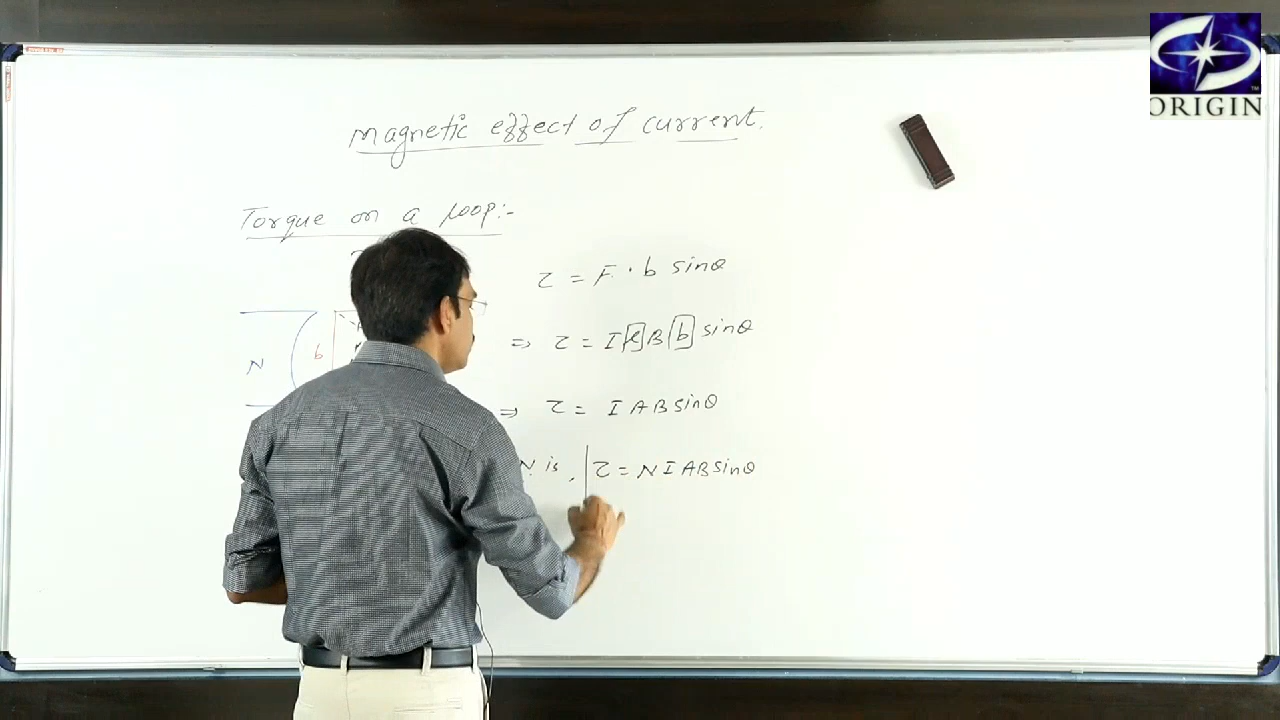 ORIGIN
Magnetic effect of current.
Torque on a loop:-
τ = F · b sinθ
⇒ τ = I l B b sinθ
⇒ τ = I A B sinθ
N is, τ = N I A B sinθ
N
b